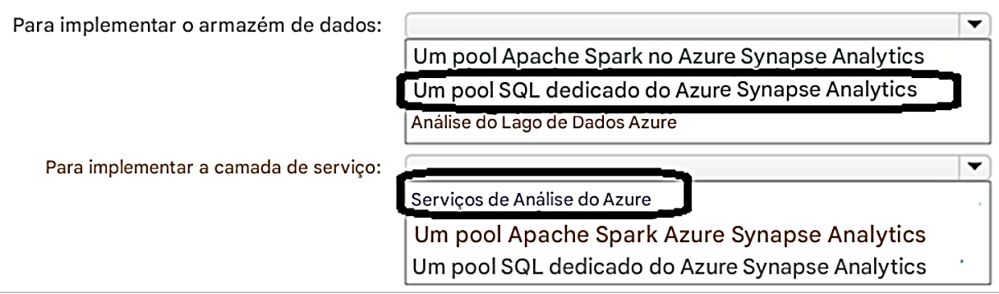 Para implementar o armazém de dados:
Um pool Apache Spark no Azure Synapse Analytics
Um pool SQL dedicado do Azure Synapse Analytics
Análise do Lago de Dados Azure
Para implementar a camada de serviço:
Serviços de Análise do Azure
Um pool Apache Spark Azure Synapse Analytics
Um pool SQL dedicado do Azure Synapse Analytics